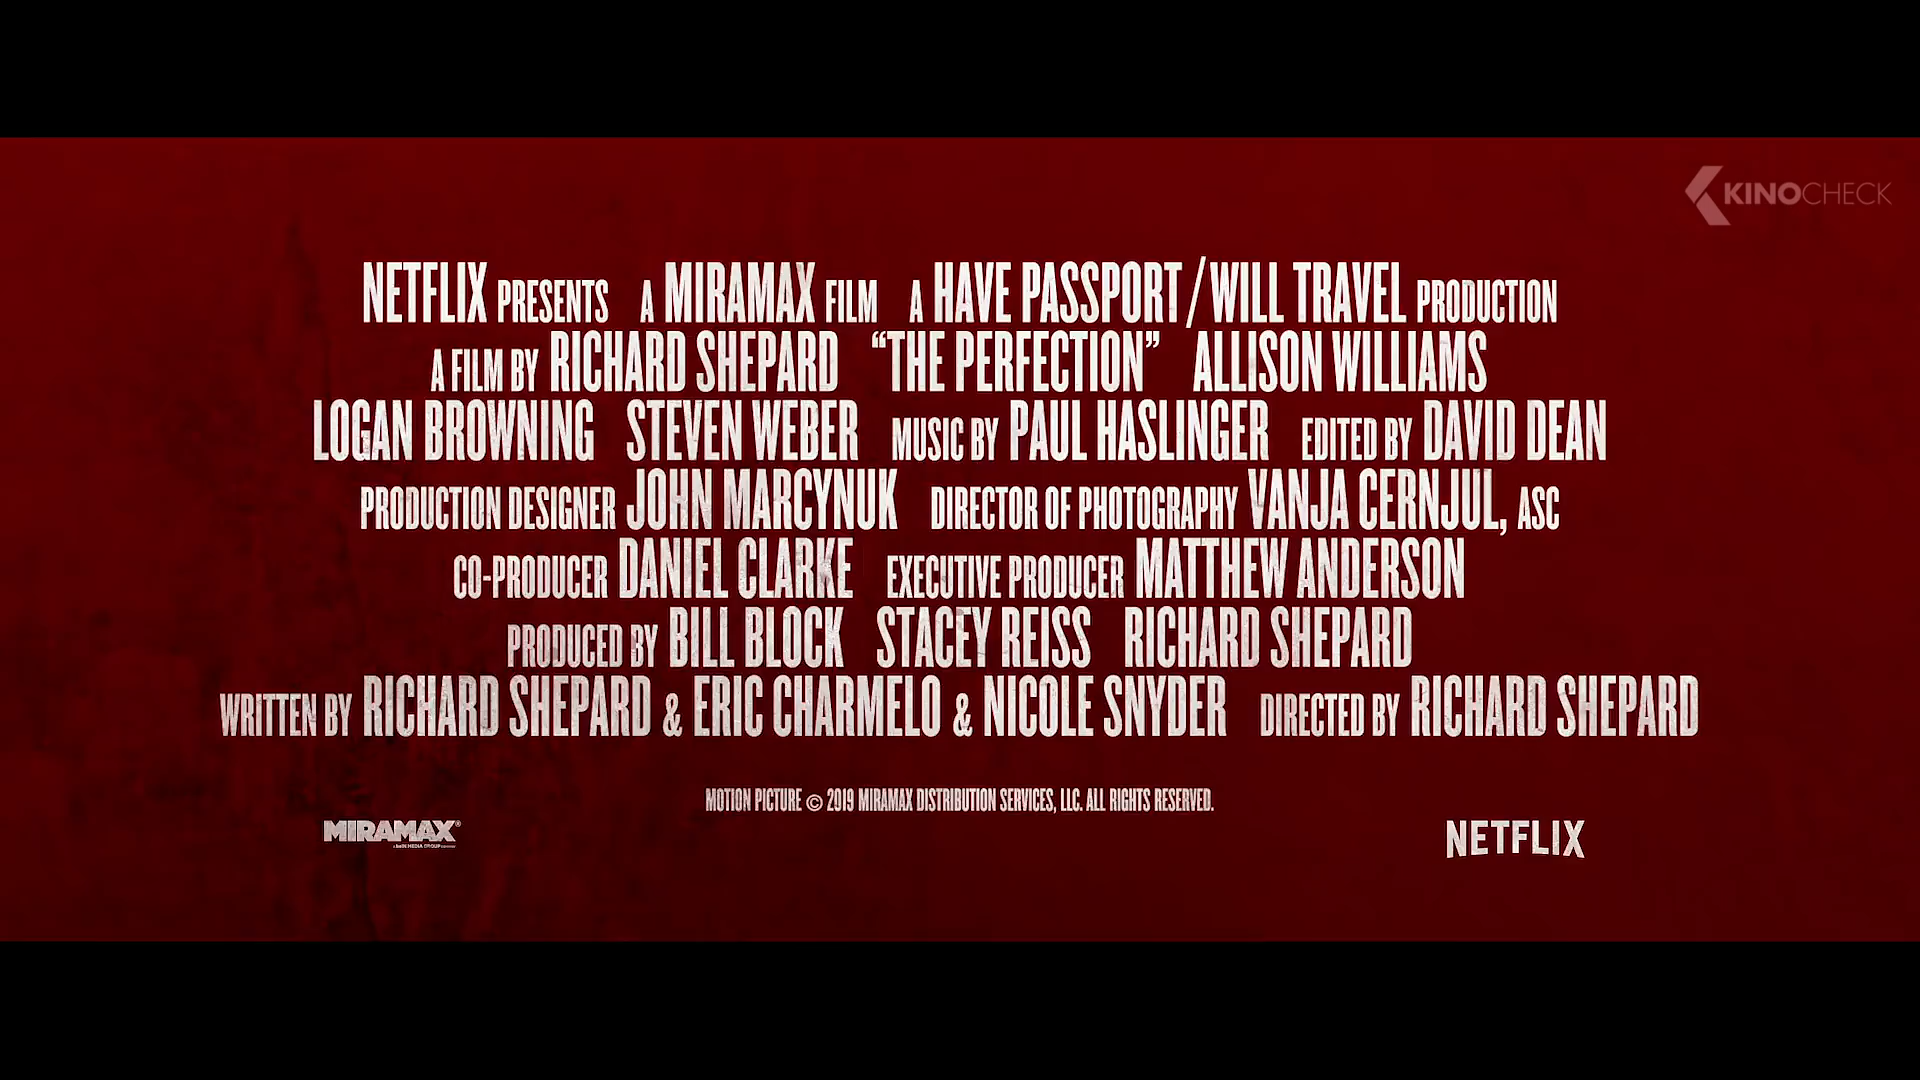 KINOCHECK
NETFLIX PRESENTS A MIRAMAX FILM A HAVE PASSPORT/WILL TRAVEL PRODUCTION
A FILM BY RICHARD SHEPARD “THE PERFECTION” ALLISON WILLIAMS
LOGAN BROWNING STEVEN WEBER MUSIC BY PAUL HASLINGER EDITED BY DAVID DEAN
PRODUCTION DESIGNER JOHN MARCYNUK DIRECTOR OF PHOTOGRAPHY VANJA CERNJUL, ASC
CO-PRODUCER DANIEL CLARKE EXECUTIVE PRODUCER MATTHEW ANDERSON
PRODUCED BY BILL BLOCK STACEY REISS RICHARD SHEPARD
WRITTEN BY RICHARD SHEPARD & ERIC CHARMELO & NICOLE SNYDER DIRECTED BY RICHARD SHEPARD
MOTION PICTURE © 2019 MIRAMAX DISTRIBUTION SERVICES, LLC. ALL RIGHTS RESERVED.
MIRAMAX®
a beIN MEDIA GROUP
NETFLIX